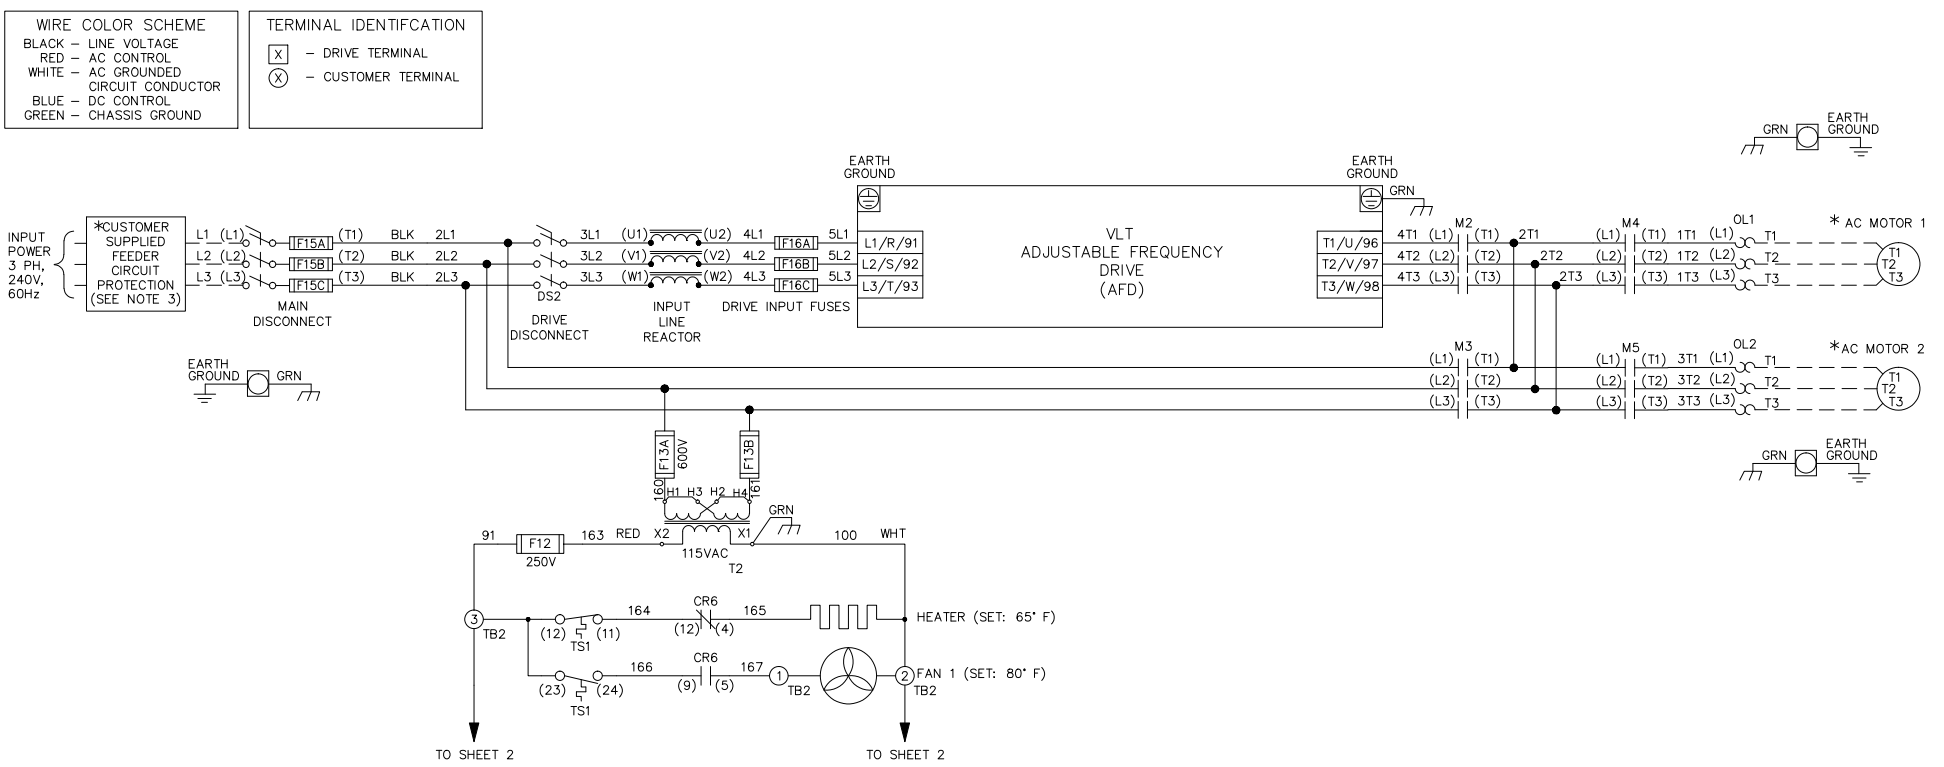 WIRE COLOR SCHEME
BLACK – LINE VOLTAGE
RED – AC CONTROL
WHITE – AC GROUNDED
CIRCUIT CONDUCTOR
BLUE – DC CONTROL
GREEN – CHASSIS GROUND
TERMINAL IDENTIFCATION
X – DRIVE TERMINAL
X – CUSTOMER TERMINAL
GRN
EARTH
GROUND
EARTH
GROUND
EARTH
GROUND
GRN
INPUT
POWER
3 PH,
240V,
60Hz
*CUSTOMER
SUPPLIED
FEEDER
CIRCUIT
PROTECTION
(SEE NOTE 3)
L1 (L1) F15A (T1) BLK 2L1 3L1 (U1) (U2) 4L1 F16A 5L1 L1/R/91
L2 (L2) F15B (T2) BLK 2L2 3L2 (V1) (V2) 4L2 F16B 5L2 L2/S/92
L3 (L3) F15C (T3) BLK 2L3 3L3 (W1) (W2) 4L3 F16C 5L3 L3/T/93
MAIN
DISCONNECT
DS2
DRIVE
DISCONNECT
INPUT
LINE
REACTOR
DRIVE INPUT FUSES
VLT
ADJUSTABLE FREQUENCY
DRIVE
(AFD)
M2 M4 OL1
* AC MOTOR 1
T1/U/96 4T1 (L1) (T1) 2T1 (L1) (T1) 1T1 (L1) T1 T1
T2/V/97 4T2 (L2) (T2) 2T2 (L2) (T2) 1T2 (L2) T2 T2
T3/W/98 4T3 (L3) (T3) 2T3 (L3) (T3) 1T3 (L3) T3 T3
M3 M5 OL2
*AC MOTOR 2
(L1) (T1) (L1) (T1) 3T1 (L1) T1 T1
(L2) (T2) (L2) (T2) 3T2 (L2) T2 T2
(L3) (T3) (L3) (T3) 3T3 (L3) T3 T3
EARTH
GROUND
GRN
GRN
EARTH
GROUND
F13A
600V
F13B
160
161
H1 H3 H2 H4
GRN
91 F12 163 RED X2 X1 100 WHT
250V
115VAC
T2
3
TB2
(12) (11)
TS1
164
CR6
(12) (4)
165
HEATER (SET: 65° F)
(23) (24)
TS1
166
CR6
(9) (5)
167
1
TB2
2
TB2
FAN 1 (SET: 80° F)
TO SHEET 2
TO SHEET 2